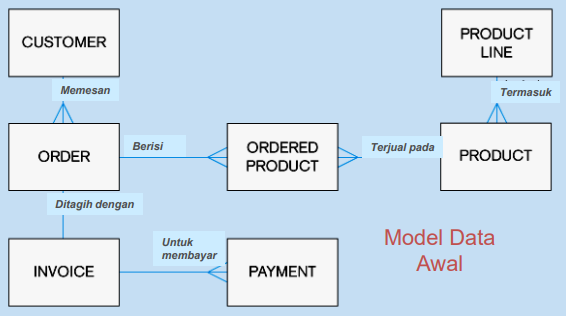 CUSTOMER
PRODUCT
LINE
Memesan
Termasuk
ORDER
Berisi
ORDERED
PRODUCT
Terjual pada
PRODUCT
Ditagih dengan
Model Data
Awal
INVOICE
Untuk
membayar
PAYMENT